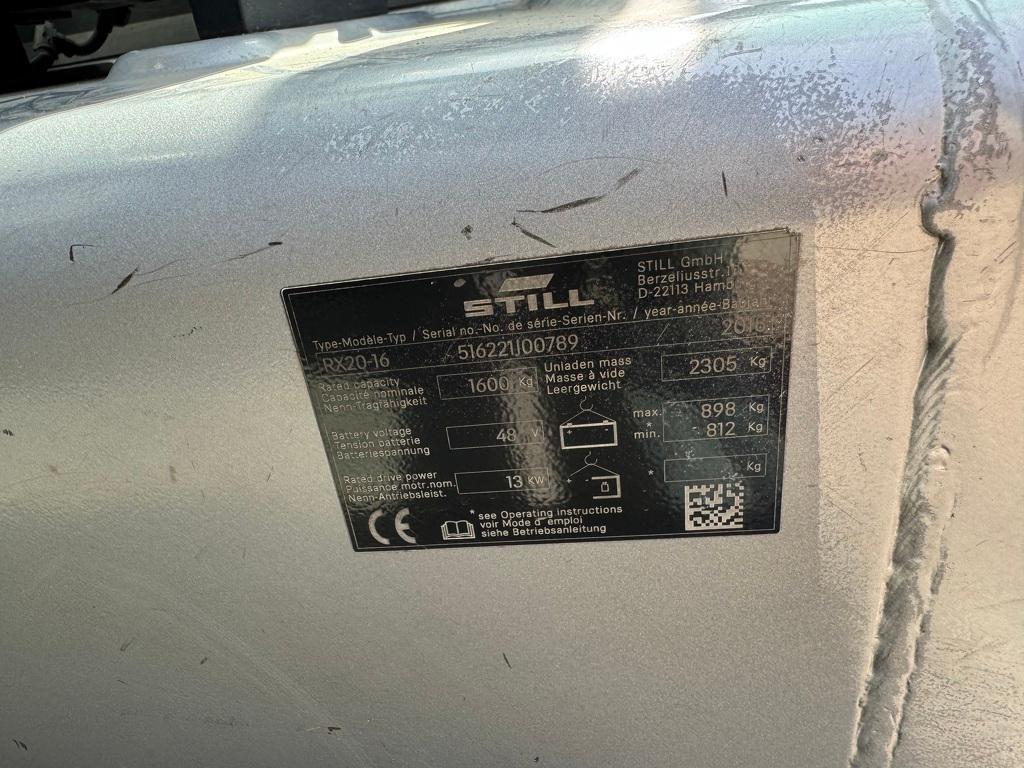 STILL
STILL GmbH
Berzeliusstr.
D-22113
Type-Modèle-Typ / Serial no.-No. de série-Serien-Nr. / year-année-Baujahr
RX20-16 / 516221J00789
Rated capacity
Capacité nominale
Nenn-Tragfähigkeit
1600 Kg
Unladen mass
Masse à vide
Leergewicht
2305 Kg
Battery voltage
Tension batterie
Batteriespannung
48 V
max. 898 Kg
*
min. 812 Kg
Rated drive power
Puissance motr.nom.
Nenn-Antriebsleist.
13 KW
* Kg
CE
* see Operating instructions
voir Mode d'emploi
siehe Betriebsanleitung